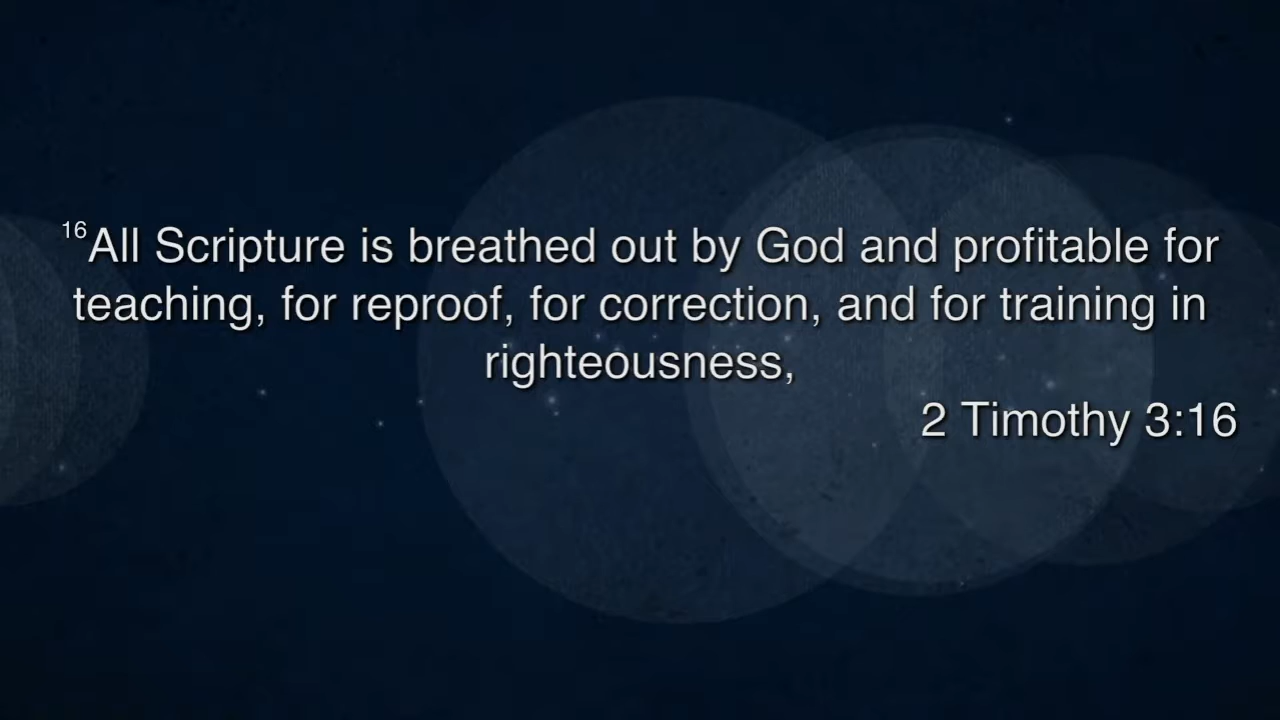 16All Scripture is breathed out by God and profitable for
teaching, for reproof, for correction, and for training in
righteousness,
2 Timothy 3:16